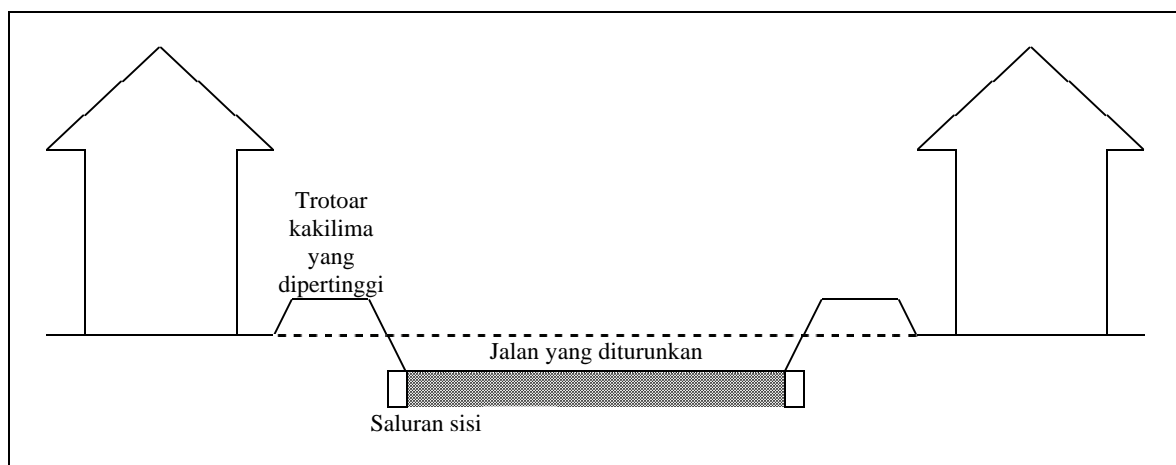 Trotoar
kakilima
yang
dipertinggi
Jalan yang diturunkan
Saluran sisi